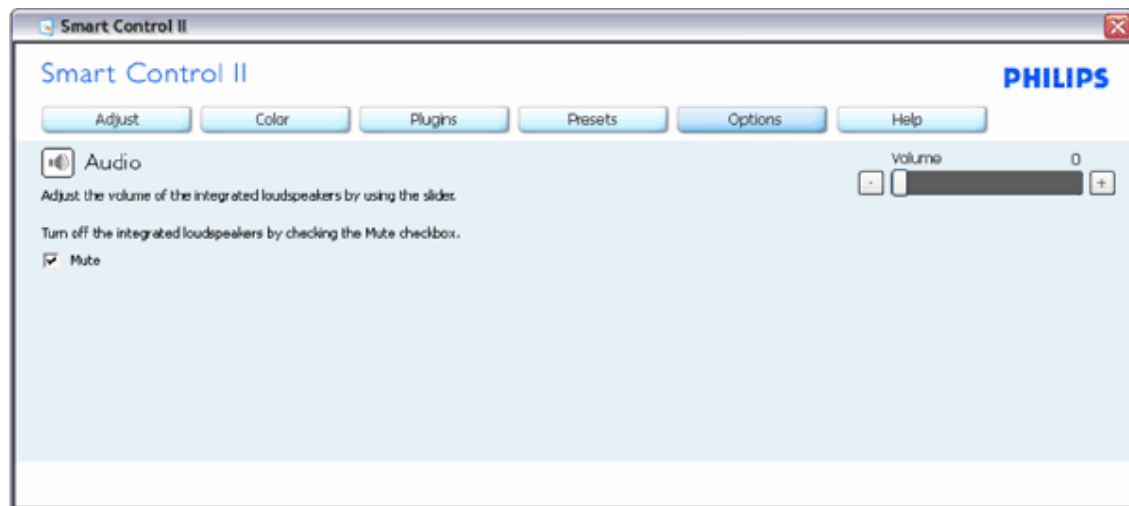 Smart Control II
Smart Control II
PHILIPS
Adjust Color Plugins Presets Options Help
Audio
Volume 0
- +
Adjust the volume of the integrated loudspeakers by using the slider.
Turn off the integrated loudspeakers by checking the Mute checkbox.
Mute